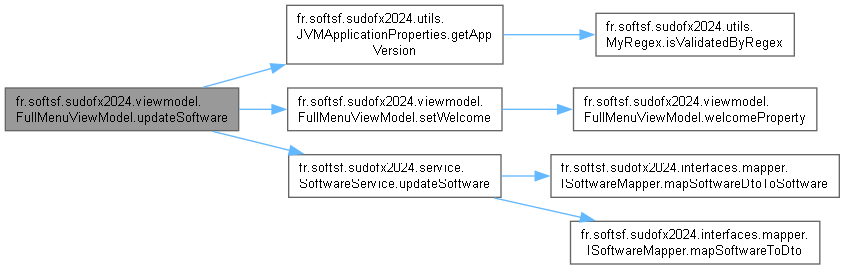 fr.softsf.sudofx2024.viewmodel.
FullMenuViewModel.updateSoftware
fr.softsf.sudofx2024.utils.
JVMApplicationProperties.getApp
Version
fr.softsf.sudofx2024.utils.
MyRegex.isValidatedByRegex
fr.softsf.sudofx2024.viewmodel.
FullMenuViewModel.setWelcome
fr.softsf.sudofx2024.viewmodel.
FullMenuViewModel.welcomeProperty
fr.softsf.sudofx2024.service.
SoftwareService.updateSoftware
fr.softsf.sudofx2024.interfaces.mapper.
ISoftwareMapper.mapSoftwareDtoToSoftware
fr.softsf.sudofx2024.interfaces.mapper.
ISoftwareMapper.mapSoftwareToDto